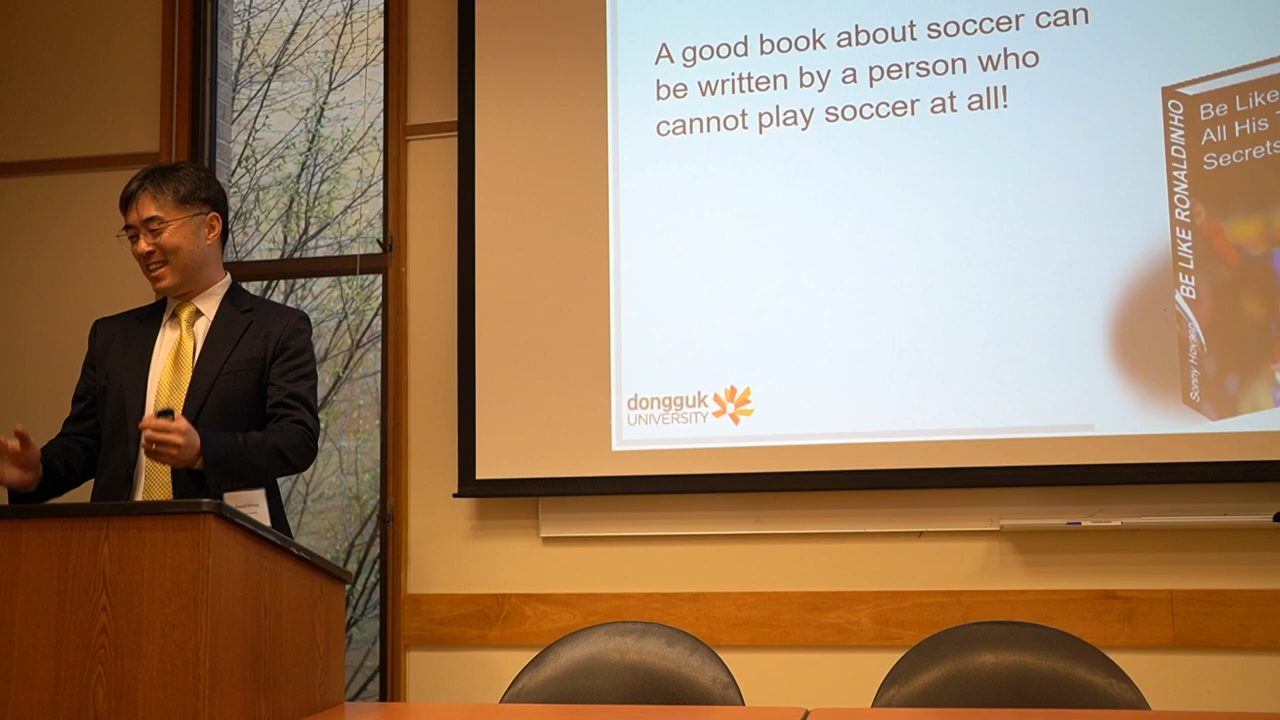 A good book about soccer can
be written by a person who
cannot play soccer at all!
Be Like
All His
Secrets
BE LIKE RONALDINHO
Sonny
dongguk
UNIVERSITY